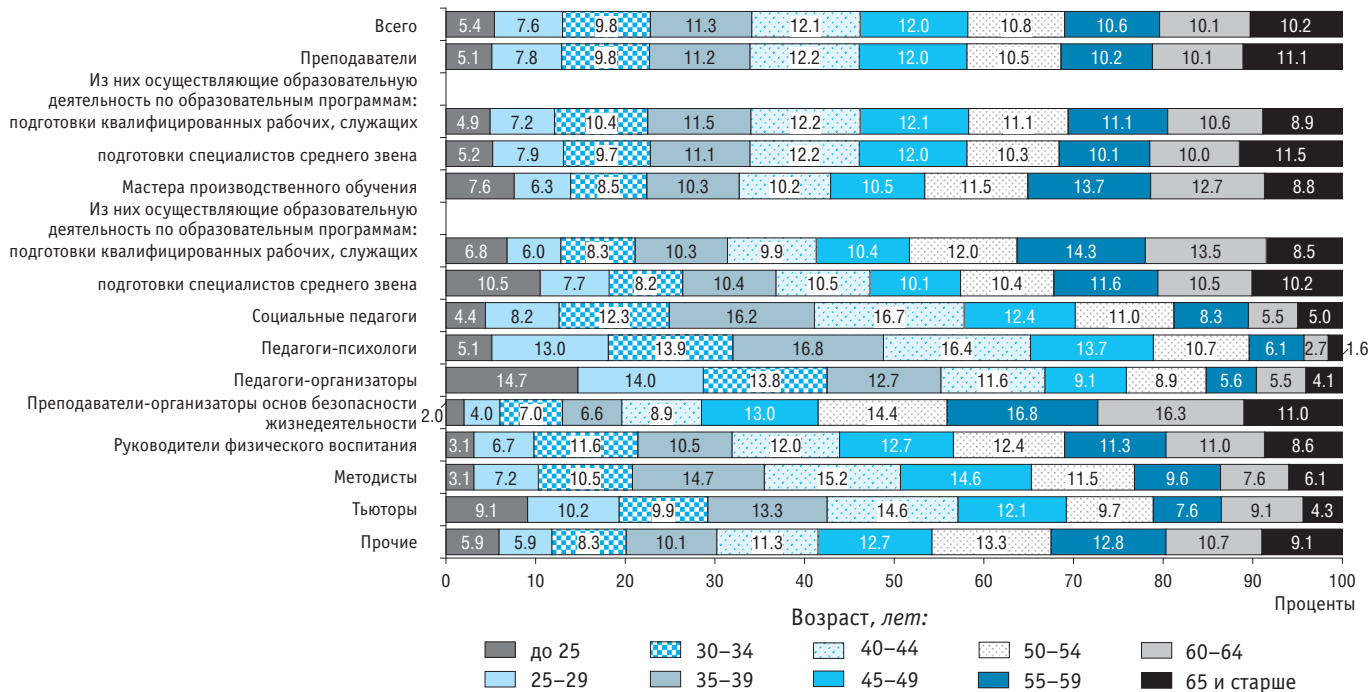 Всего 5.4 7.6 9.8 11.3 12.1 12.0 10.8 10.6 10.1 10.2
Преподаватели 5.1 7.8 9.8 11.2 12.2 12.0 10.5 10.2 10.1 11.1
Из них осуществляющие образовательную
деятельность по образовательным программам:
подготовки квалифицированных рабочих, служащих 4.9 7.2 10.4 11.5 12.2 12.1 11.1 11.1 10.6 8.9
подготовки специалистов среднего звена 5.2 7.9 9.7 11.1 12.2 12.0 10.3 10.1 10.0 11.5
Мастера производственного обучения 7.6 6.3 8.5 10.3 10.2 10.5 11.5 13.7 12.7 8.8
Из них осуществляющие образовательную
деятельность по образовательным программам:
подготовки квалифицированных рабочих, служащих 6.8 6.0 8.3 10.3 9.9 10.4 12.0 14.3 13.5 8.5
подготовки специалистов среднего звена 10.5 7.7 8.2 10.4 10.5 10.1 10.4 11.6 10.5 10.2
Социальные педагоги 4.4 8.2 12.3 16.2 16.7 12.4 11.0 8.3 5.5 5.0
Педагоги-психологи 5.1 13.0 13.9 16.8 16.4 13.7 10.7 6.1 2.7 1.6
Педагоги-организаторы 14.7 14.0 13.8 12.7 11.6 9.1 8.9 5.6 5.5 4.1
Преподаватели-организаторы основ безопасности
жизнедеятельности 2.0 4.0 7.0 6.6 8.9 13.0 14.4 16.8 16.3 11.0
Руководители физического воспитания 3.1 6.7 11.6 10.5 12.0 12.7 12.4 11.3 11.0 8.6
Методисты 3.1 7.2 10.5 14.7 15.2 14.6 11.5 9.6 7.6 6.1
Тьюторы 9.1 10.2 9.9 13.3 14.6 12.1 9.7 7.6 9.1 4.3
Прочие 5.9 5.9 8.3 10.1 11.3 12.7 13.3 12.8 10.7 9.1
0 10 20 30 40 50 60 70 80 90 100
Проценты
Возраст, лет:
до 25 30–34 40–44 50–54 60–64
25–29 35–39 45–49 55–59 65 и старше